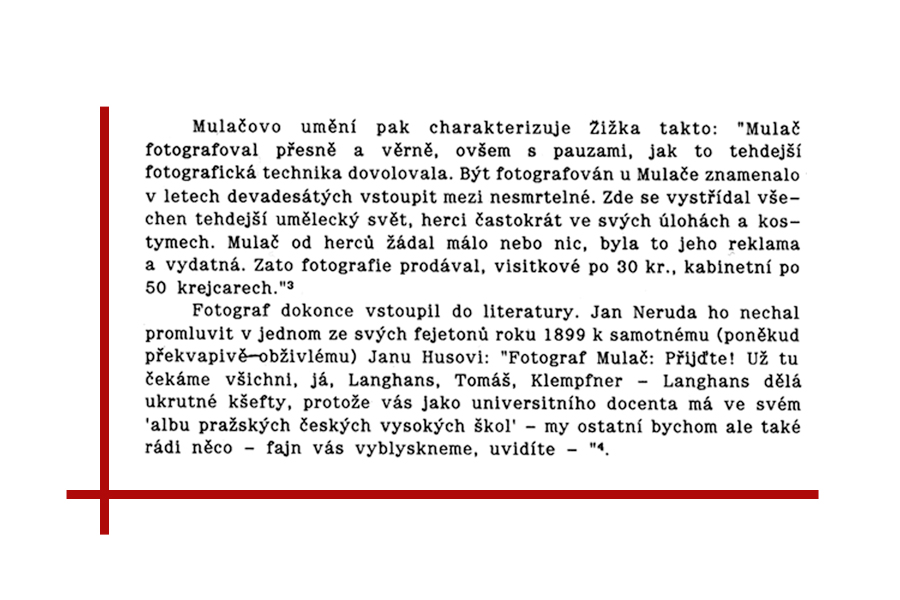 Mulačovo umění pak charakterizuje Žižka takto: "Mulač
fotografoval přesně a věrně, ovšem s pauzami, jak to tehdejší
fotografická technika dovolovala. Být fotografován u Mulače znamenalo
v letech devadesátých vstoupit mezi nesmrtelné. Zde se vystřídal vše-
chen tehdejší umělecký svět, herci častokrát ve svých úlohách a kos-
tymech. Mulač od herců žádal málo nebo nic, byla to jeho reklama
a vydatná. Zato fotografie prodával, visitkové po 30 kr., kabinetní po
50 krejcarech."³
Fotograf dokonce vstoupil do literatury. Jan Neruda ho nechal
promluvit v jednom ze svých fejetonů roku 1899 k samotnému (poněkud
překvapivě—obživlému) Janu Husovi: "Fotograf Mulač: Přijďte! Už tu
čekáme všichni, já, Langhans, Tomáš, Klempfner – Langhans dělá
ukrutné kšefty, protože vás jako universitního docenta má ve svém
'albu pražských českých vysokých škol' – my ostatní bychom ale také
rádi něco – fajn vás vyblyskneme, uvidíte – "⁴.